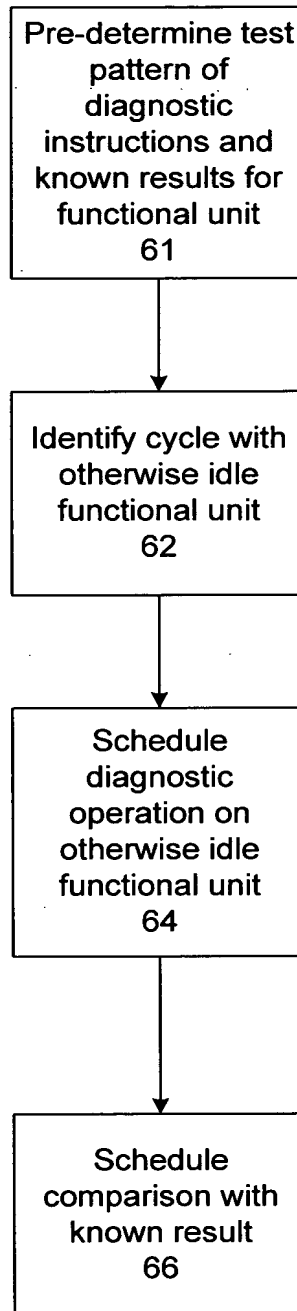 Pre-determine test
pattern of
diagnostic
instructions and
known results for
functional unit
61
Identify cycle with
otherwise idle
functional unit
62
Schedule
diagnostic
operation on
otherwise idle
functional unit
64
Schedule
comparison with
known result
66